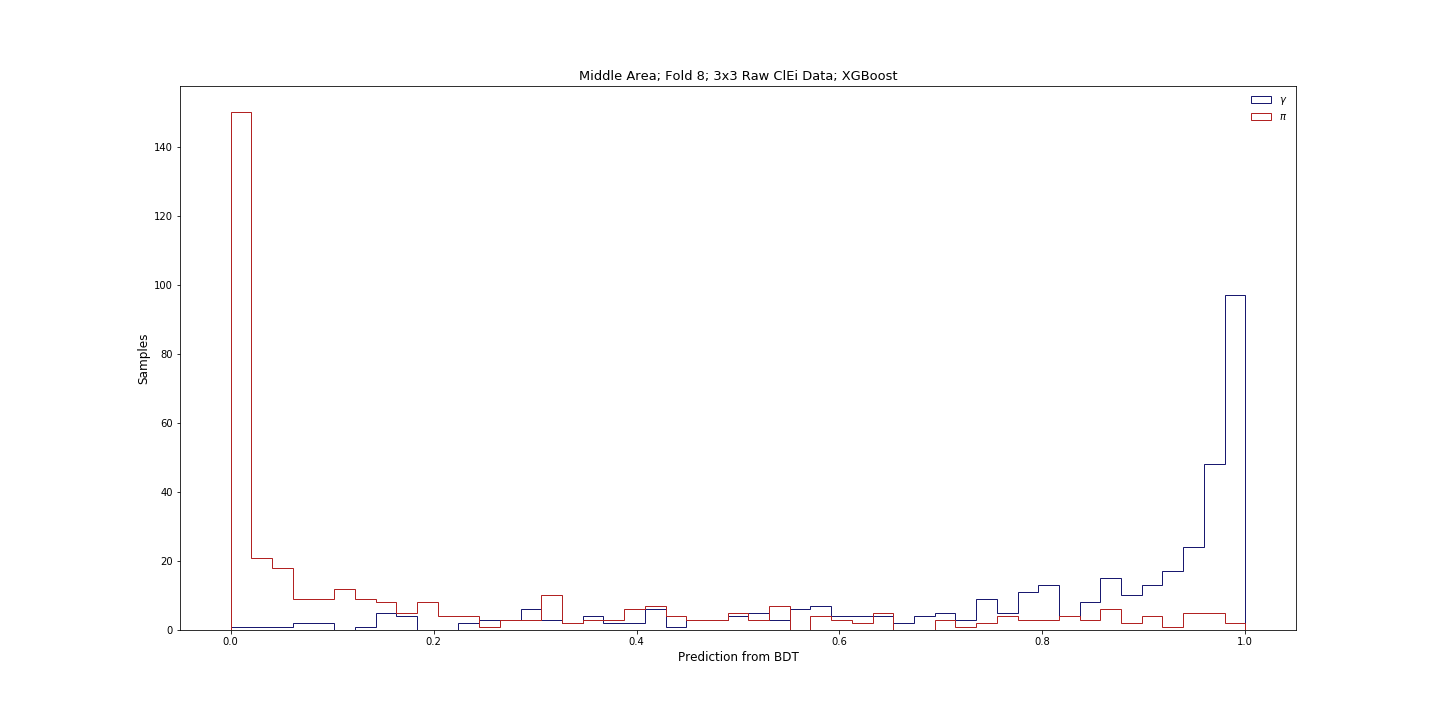 Middle Area; Fold 8; 3x3 Raw ClEi Data; XGBoost
γ
π
140
120
100
80
60
40
20
0
Samples
0.0 0.2 0.4 0.6 0.8 1.0
Prediction from BDT